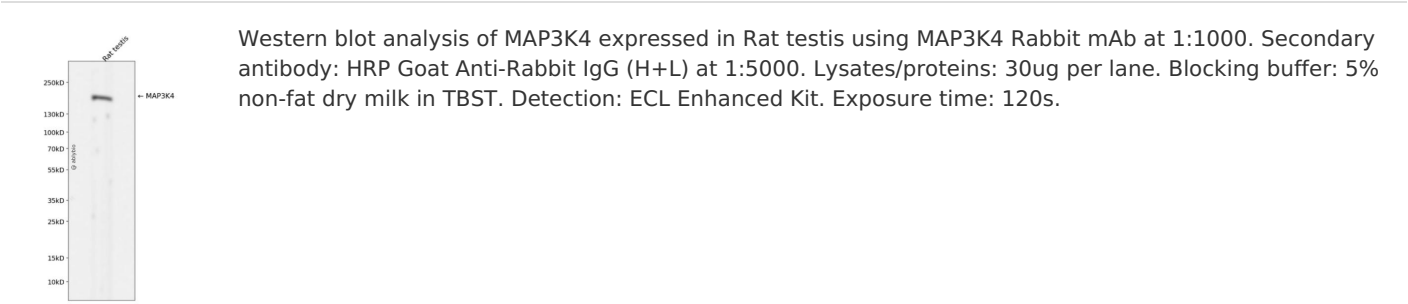 Rat testis
250kD
← MAP3K4
130kD
100kD
70kD
55kD
35kD
25kD
15kD
10kD
Western blot analysis of MAP3K4 expressed in Rat testis using MAP3K4 Rabbit mAb at 1:1000. Secondary
antibody: HRP Goat Anti-Rabbit IgG (H+L) at 1:5000. Lysates/proteins: 30ug per lane. Blocking buffer: 5%
non-fat dry milk in TBST. Detection: ECL Enhanced Kit. Exposure time: 120s.